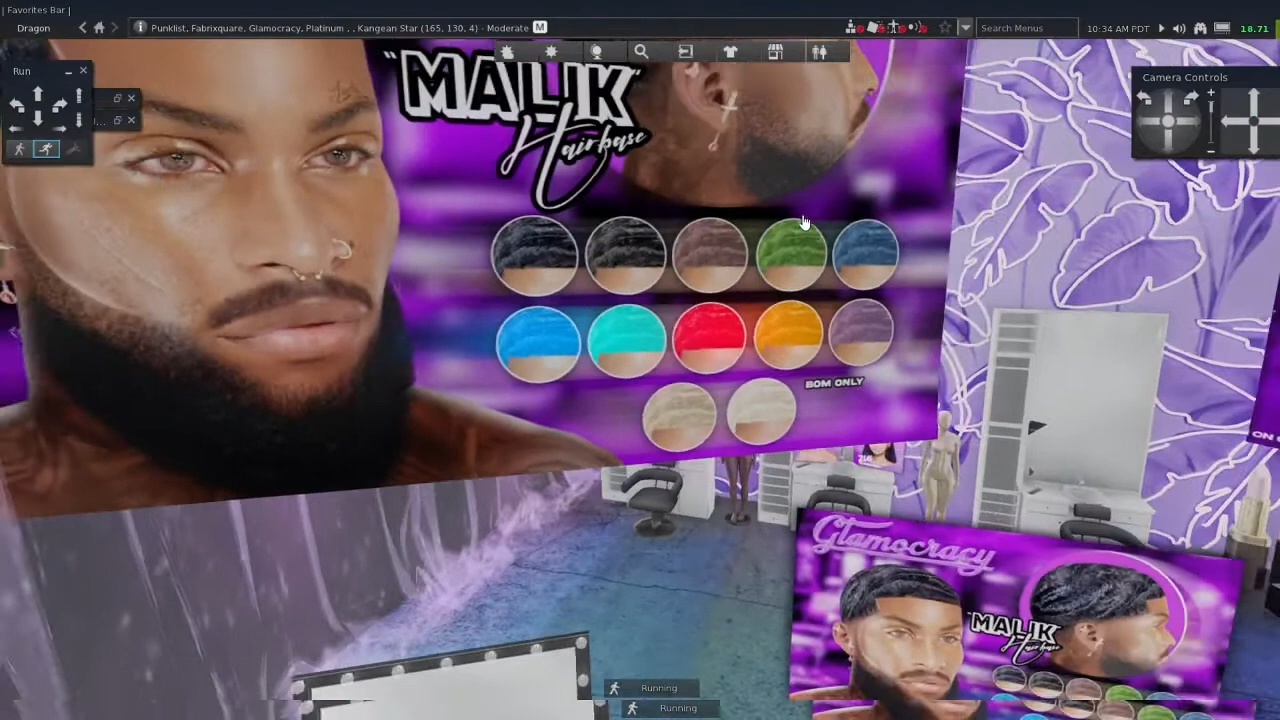 | Favorites Bar |
Dragon
Punklist. Fabrixquare. Glamocracy, Platinum , . Kangean Star (165, 130, 4) - Moderate M
Search Menus
10:34 AM PDT
18.71
Run
Camera Controls
"MALIK
Hairbase
BOM ONLY
ON
Glamocracy
"MALIK
Hairbase
Running
Running